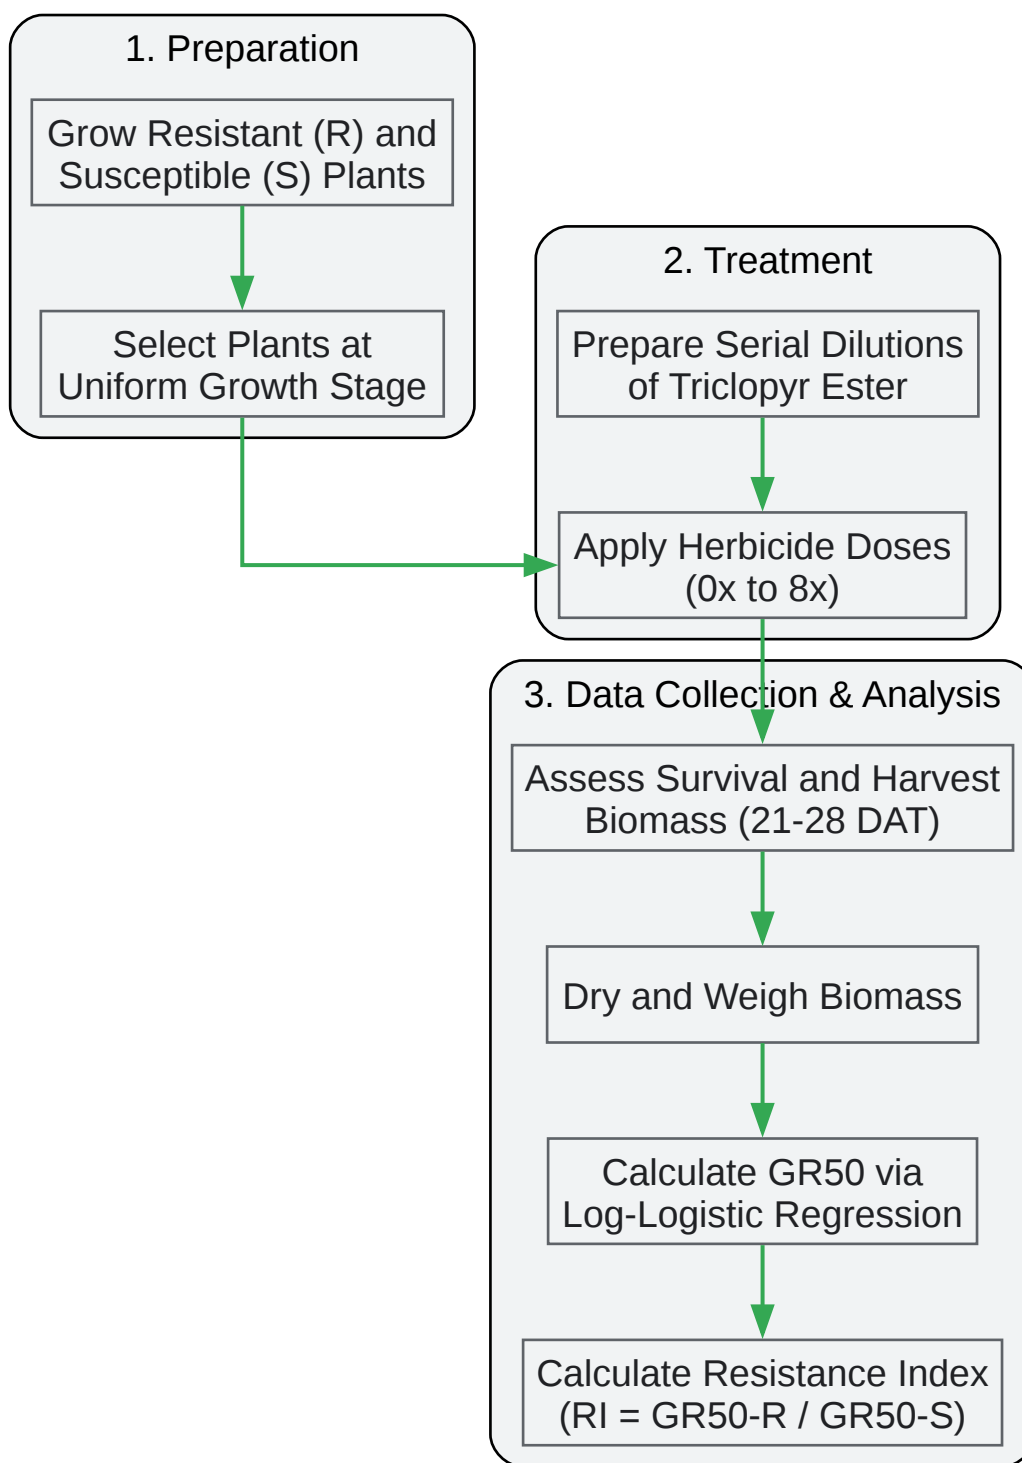 1. Preparation
Grow Resistant (R) and
Susceptible (S) Plants
Select Plants at
Uniform Growth Stage
2. Treatment
Prepare Serial Dilutions
of Triclopyr Ester
Apply Herbicide Doses
(0x to 8x)
3. Data Collection & Analysis
Assess Survival and Harvest
Biomass (21-28 DAT)
Dry and Weigh Biomass
Calculate GR50 via
Log-Logistic Regression
Calculate Resistance Index
(RI = GR50-R / GR50-S)